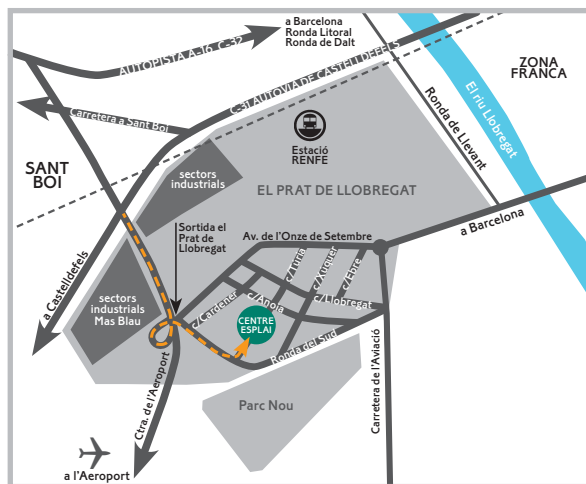 a Barcelona
Ronda Litoral
Ronda de Dalt
AUTOPISTA A-16 C-32
C-31 AUTOVIA DE CASTELLDEFELS
ZONA
FRANCA
El riu Llobregat
Ronda de Llevant
Carretera a Sant Boi
Estació
RENFE
SANT
BOI
sectors
industrials
EL PRAT DE LLOBREGAT
a Barcelona
Sortida el
Prat de
Llobregat
Av. de l'Onze de Setembre
c/Turia
c/Xuquer
c/Ebre
a Castelldefels
sectors
industrials
Mas Blau
c/Cardener
c/Anoia
c/Llobregat
CENTRE
ESPLAI
Ronda del Sud
Ctra. de l'Aeroport
Carretera de l'Aviació
Parc Nou
a l'Aeroport